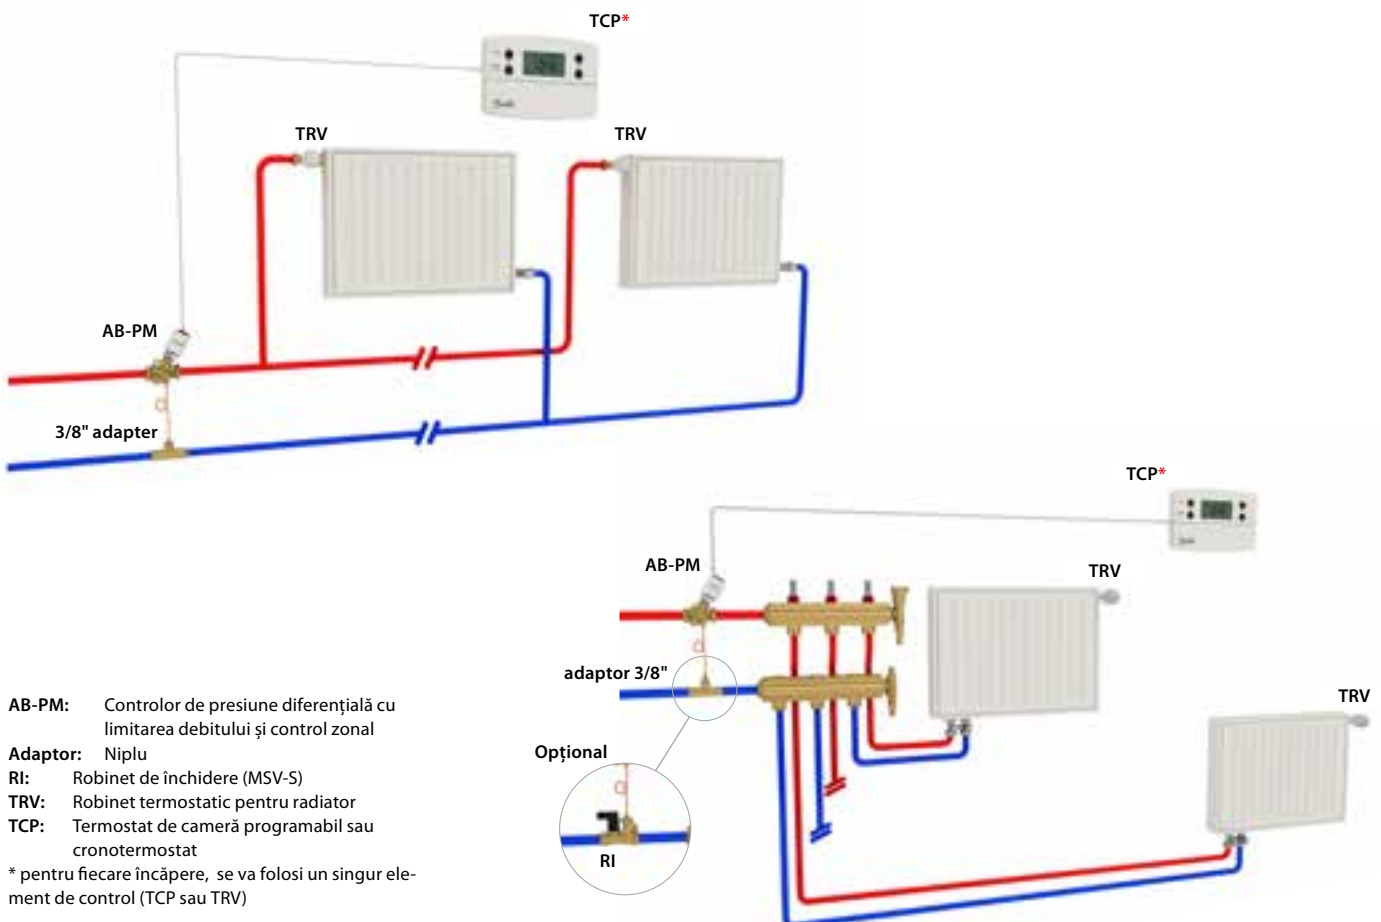 TCP*
TRV
TRV
AB-PM
3/8" adapter
TCP*
AB-PM
TRV
adaptor 3/8"
TRV
Opțional
RI
AB-PM: Controlor de presiune diferențială cu
limitarea debitului și control zonal
Adaptor: Niplu
RI: Robinet de închidere (MSV-S)
TRV: Robinet termostatic pentru radiator
TCP: Termostat de cameră programabil sau
cronotermostat
* pentru fiecare încăpere, se va folosi un singur ele-
ment de control (TCP sau TRV)